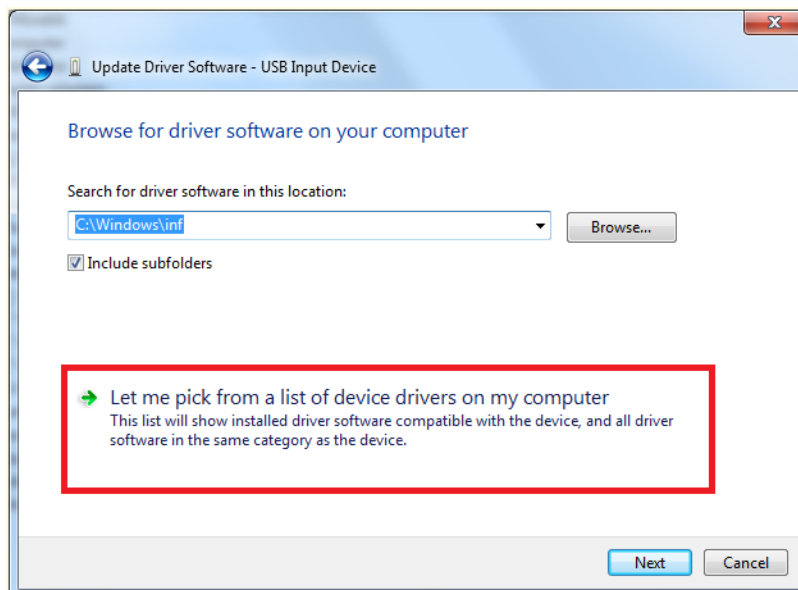 Update Driver Software - USB Input Device
Browse for driver software on your computer
Search for driver software in this location:
C:\Windows\inf
Browse...
Include subfolders
Let me pick from a list of device drivers on my computer
This list will show installed driver software compatible with the device, and all driver
software in the same category as the device.
Next
Cancel